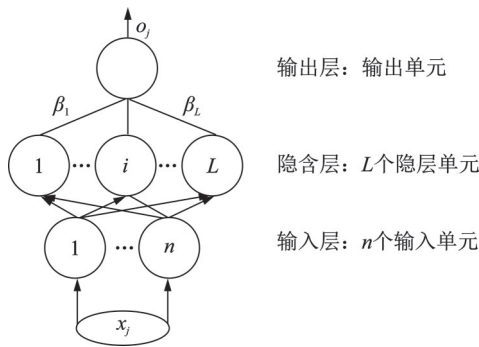 o_j
输出层：输出单元
β_1 β_L
1 ··· i ··· L
隐含层：L个隐层单元
1 ··· n
输入层：n个输入单元
x_j